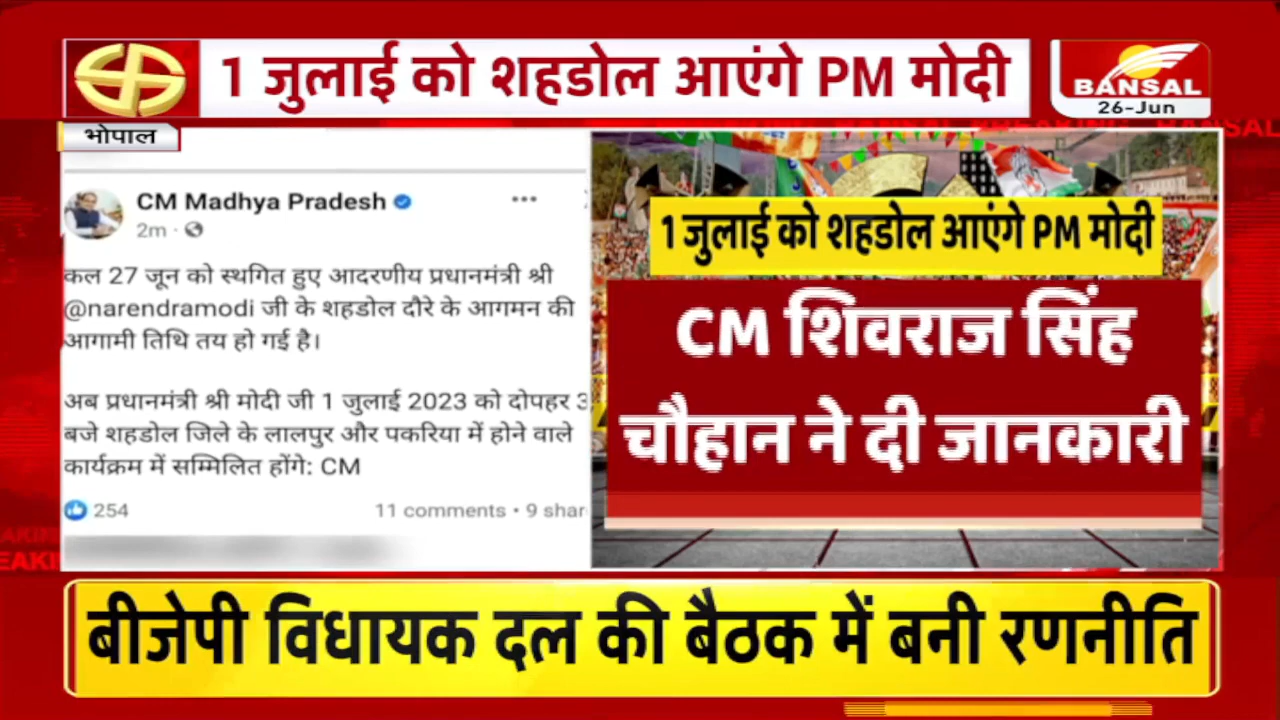 1 जुलाई को शहडोल आएंगे PM मोदी
BANSAL
26-Jun
भोपाल
CM Madhya Pradesh
2m
कल 27 जून को स्थगित हुए आदरणीय प्रधानमंत्री श्री
@narendramodi जी के शहडोल दौरे के आगमन की
आगामी तिथि तय हो गई है।
अब प्रधानमंत्री श्री मोदी जी 1 जुलाई 2023 को दोपहर 3
बजे शहडोल जिले के लालपुर और पकरिया में होने वाले
कार्यक्रम में सम्मिलित होंगे: CM
254
11 comments • 9 shar
1 जुलाई को शहडोल आएंगे PM मोदी
CM शिवराज सिंह
चौहान ने दी जानकारी
बीजेपी विधायक दल की बैठक में बनी रणनीति